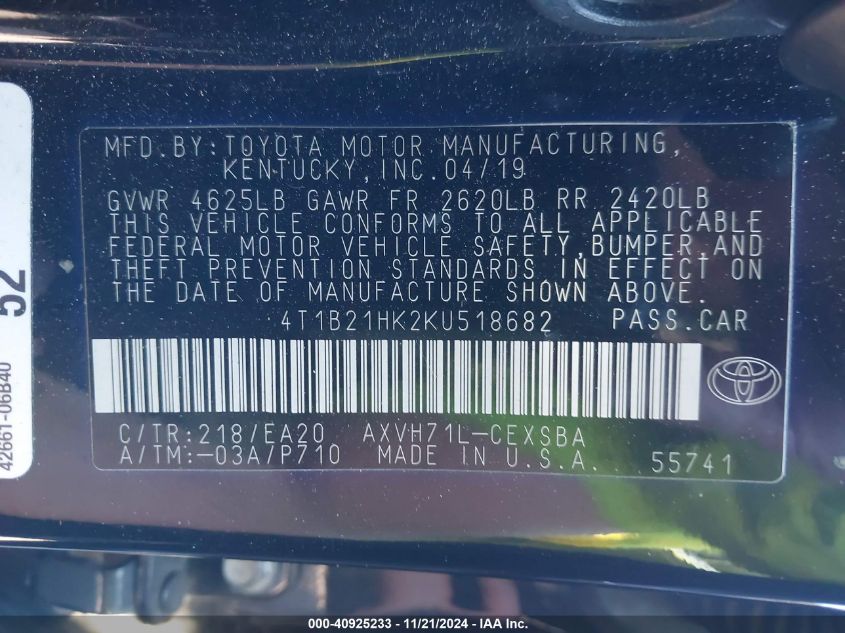 MFD.BY:TOYOTA MOTOR MANUFACTURING,
KENTUCKY,INC.04/19
GVWR 4625LB GAWR FR 2620LB RR 2420LB
THIS VEHICLE CONFORMS TO ALL APPLICABLE
FEDERAL MOTOR VEHICLE SAFETY,BUMPER,AND
THEFT PREVENTION STANDARDS IN EFFECT ON
THE DATE OF MANUFACTURE SHOWN ABOVE.
4T1B21HK2KU518682 PASS.CAR
C/TR:218/EA20 AXVH71L-CEXSBA
A/TM:-03A/P710 MADE IN U.S.A. 55741
52
42661-06B40
000-40925233 - 11/21/2024 - IAAI.COM